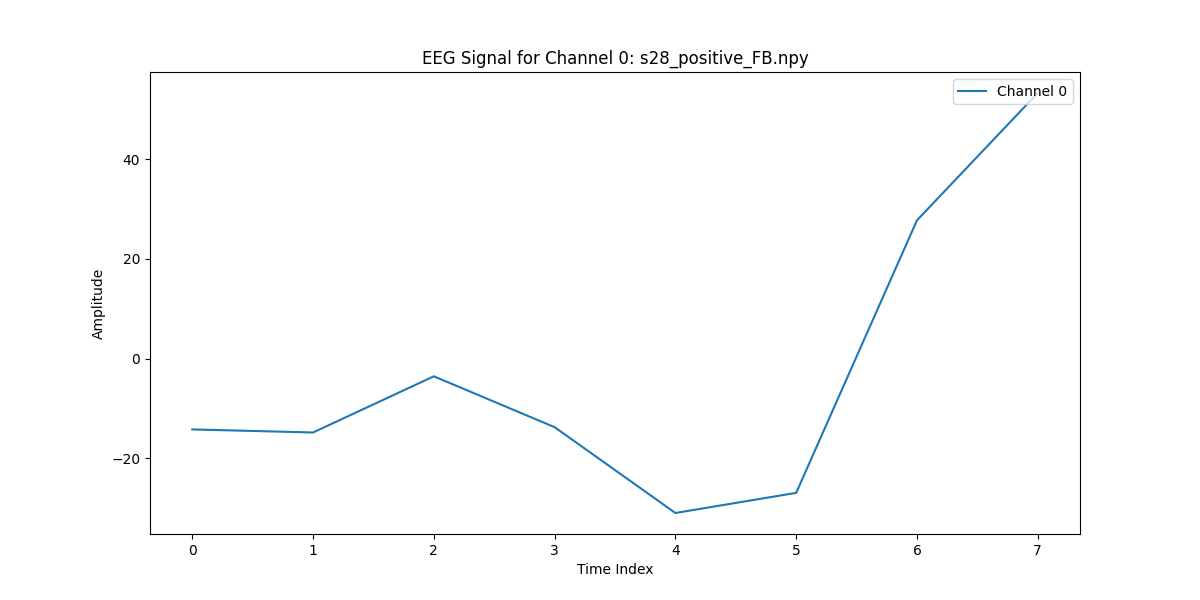 EEG Signal for Channel 0: s28_positive_FB.npy
Channel 0
40
20
0
−20
Amplitude
0 1 2 3 4 5 6 7
Time Index